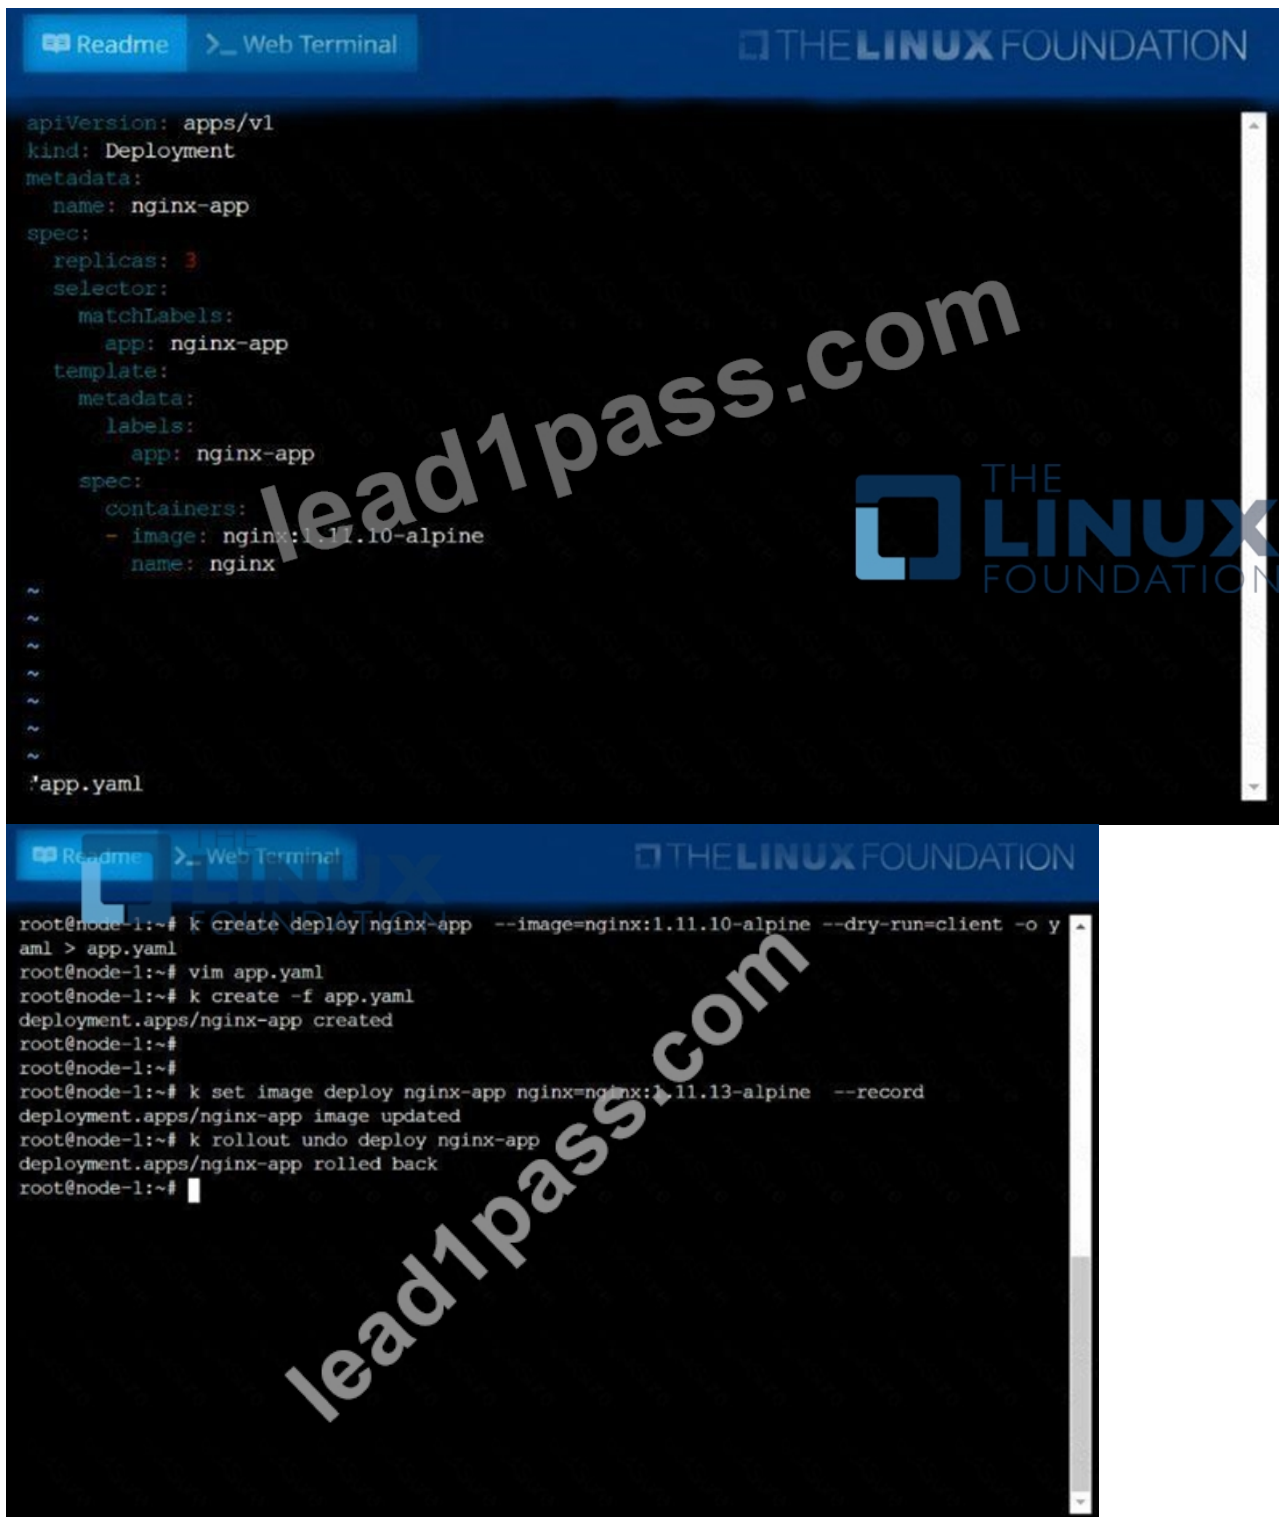 Readme >_ Web Terminal THE LINUX FOUNDATION
apiVersion: apps/v1
kind: Deployment
metadata:
  name: nginx-app
spec:
  replicas: 3
  selector:
    matchLabels:
      app: nginx-app
  template:
    metadata:
      labels:
        app: nginx-app
    spec:
      containers:
      - image: nginx:1.11.10-alpine
        name: nginx
~
~
~
~
~
~
~
"app.yaml
lead1pass.com
THE
LINUX
FOUNDATION
Readme >_ Web Terminal THE LINUX FOUNDATION
THE
LINUX
FOUNDATION
root@node-1:~# k create deploy nginx-app  --image=nginx:1.11.10-alpine --dry-run=client -o y
aml > app.yaml
root@node-1:~# vim app.yaml
root@node-1:~# k create -f app.yaml
deployment.apps/nginx-app created
root@node-1:~#
root@node-1:~#
root@node-1:~# k set image deploy nginx-app nginx=nginx:1.11.13-alpine  --record
deployment.apps/nginx-app image updated
root@node-1:~# k rollout undo deploy nginx-app
deployment.apps/nginx-app rolled back
root@node-1:~#
lead1pass.com